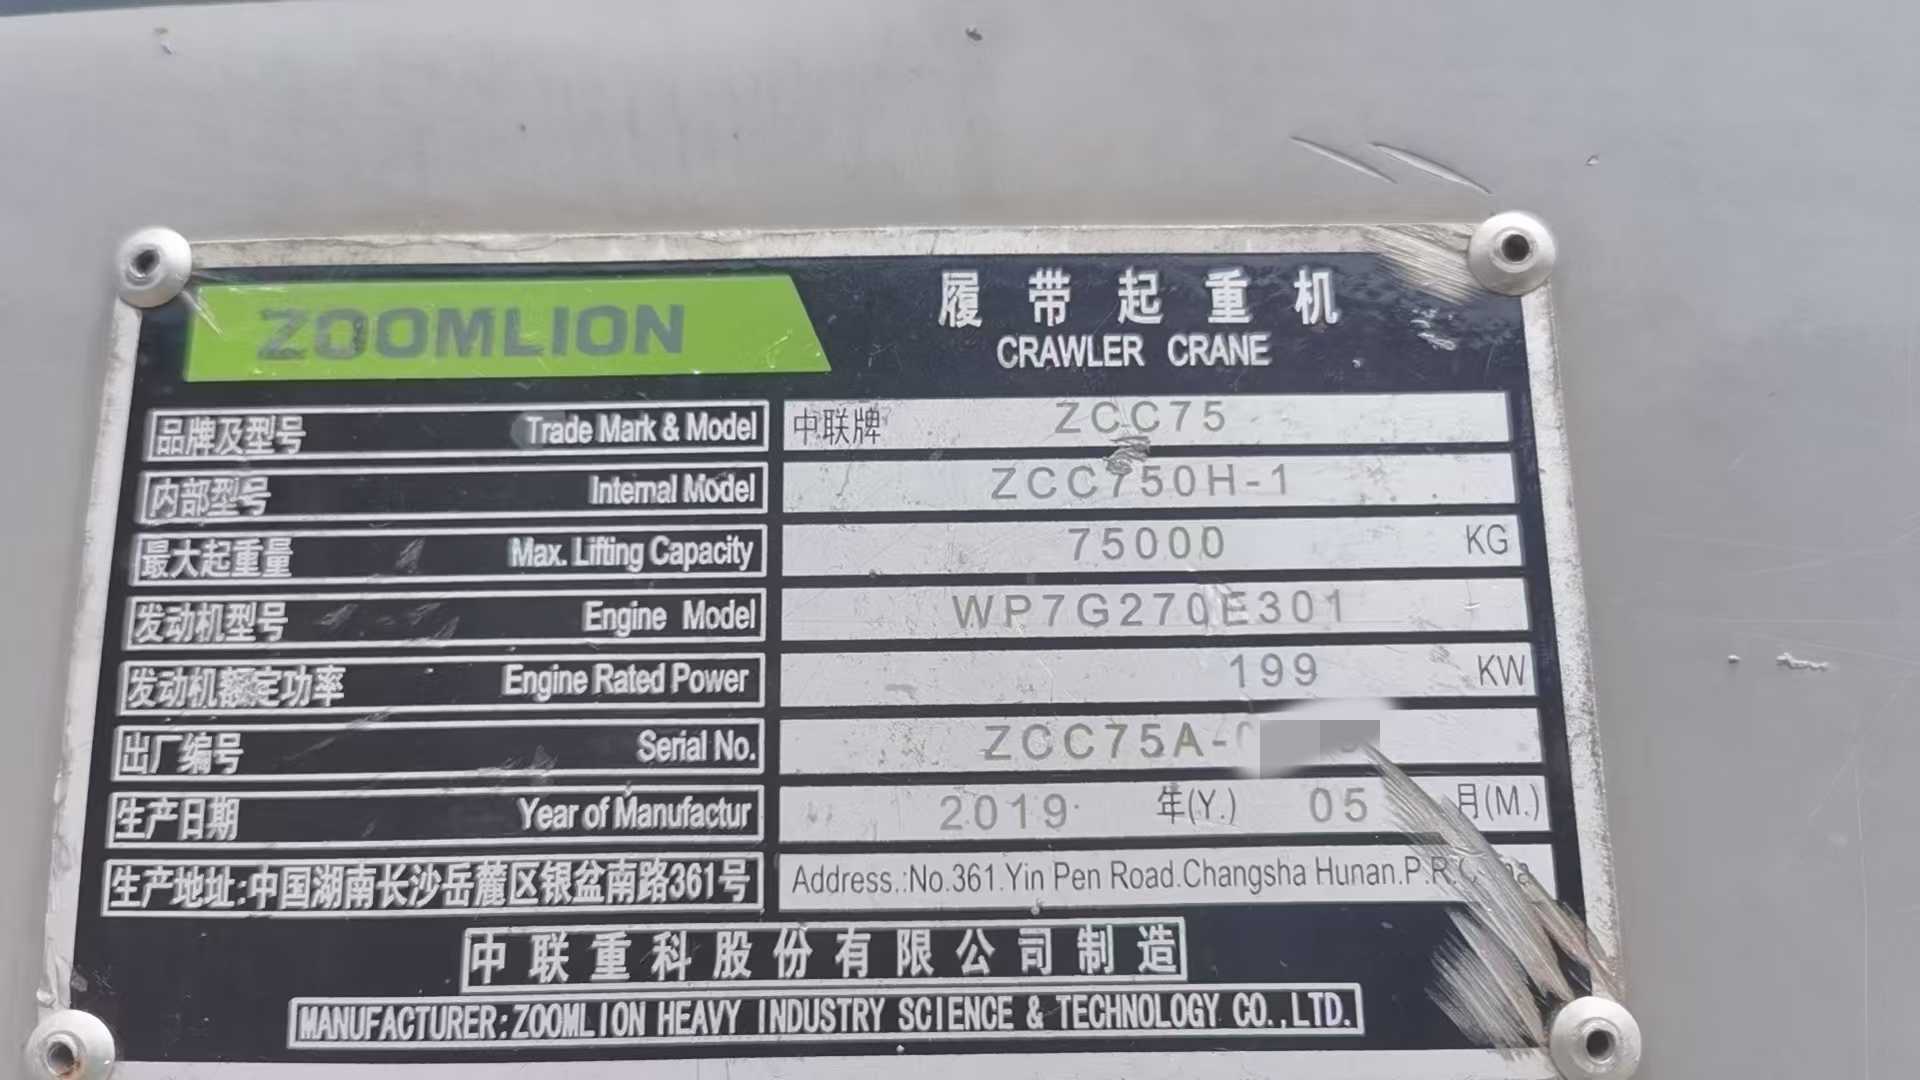 ZOOMLION
履带起重机
CRAWLER CRANE
品牌及型号 Trade Mark & Model 中联牌 ZCC75
内部型号 Internal Model ZCC750H-1
最大起重量 Max. Lifting Capacity 75000 KG
发动机型号 Engine Model WP7G270E301
发动机额定功率 Engine Rated Power 199 KW
出厂编号 Serial No. ZCC75A-
生产日期 Year of Manufactur 2019 年(Y.) 05 月(M.)
生产地址:中国湖南长沙岳麓区银盆南路361号 Address.:No.361.Yin Pen Road.Changsha Hunan.P.R.
中联重科股份有限公司制造
MANUFACTURER:ZOOMLION HEAVY INDUSTRY SCIENCE & TECHNOLOGY CO.,LTD.